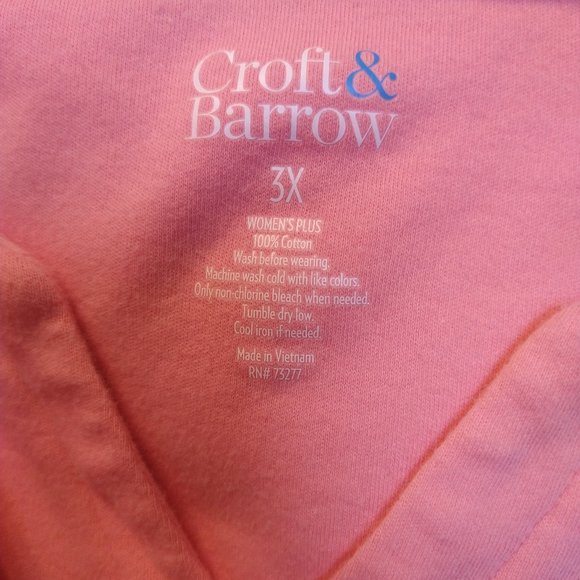 Croft&
Barrow
3X
WOMEN'S PLUS
100% Cotton
Wash before wearing.
Machine wash cold with like colors.
Only non-chlorine bleach when needed.
Tumble dry low.
Cool iron if needed.
Made in Vietnam
RN# 73277